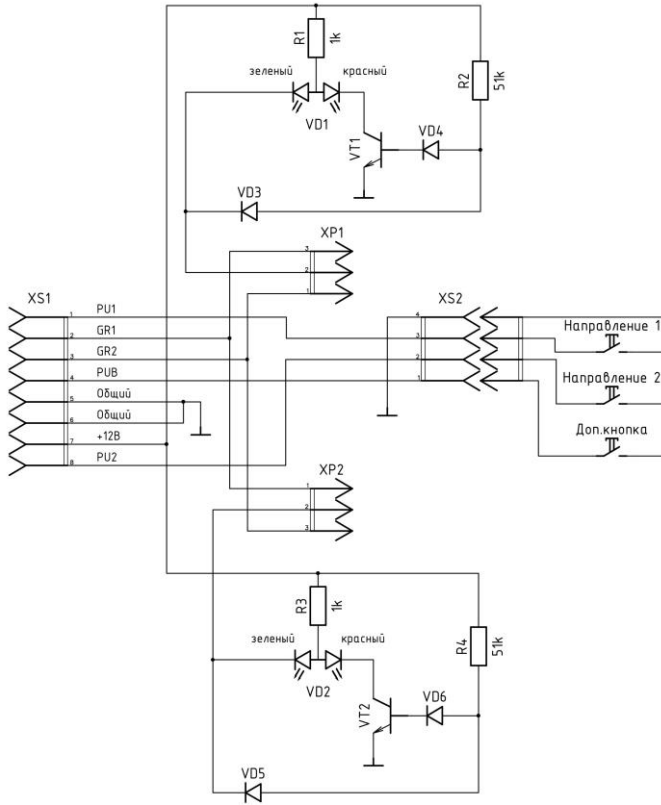 R1
1k
R2
51k
зеленый
красный
VD1
VT1
VD4
VD3
XP1
3
2
1
XS1
1
PU1
2
GR1
3
GR2
4
PUB
5
Общий
6
Общий
7
+12В
8
PU2
XS2
4
3
2
1
Направление 1
Направление 2
Доп.кнопка
XP2
1
2
3
R3
1k
R4
51k
зеленый
красный
VD2
VT2
VD6
VD5